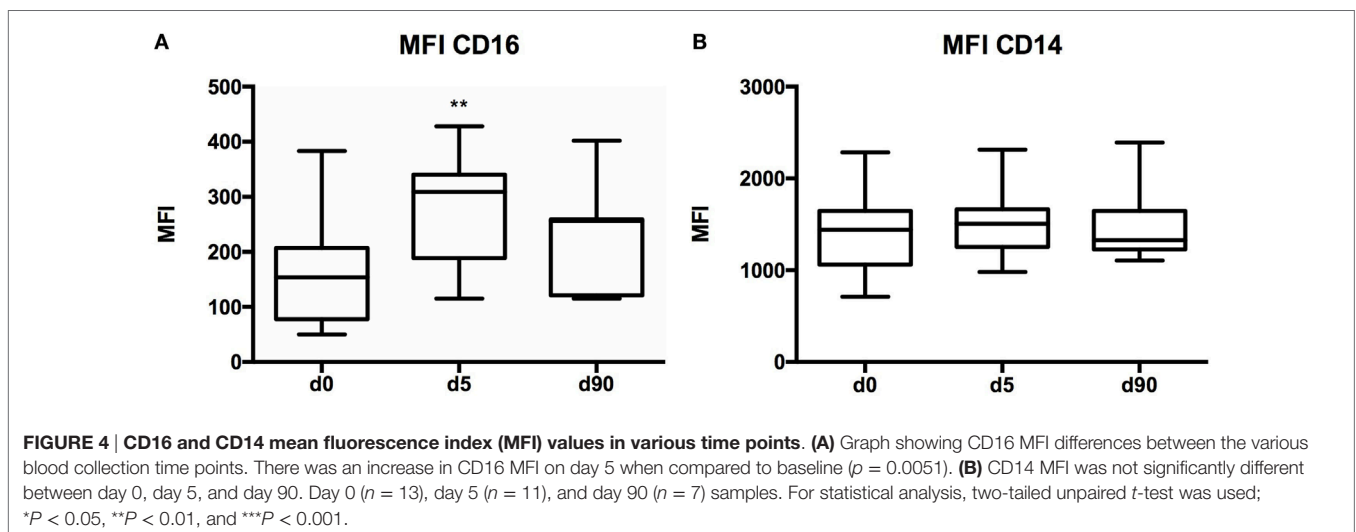 A
MFI CD16
MFI
500
400
300
200
100
0
**
d0
d5
d90
B
MFI CD14
MFI
3000
2000
1000
0
d0
d5
d90
FIGURE 4 | CD16 and CD14 mean fluorescence index (MFI) values in various time points. (A) Graph showing CD16 MFI differences between the various
blood collection time points. There was an increase in CD16 MFI on day 5 when compared to baseline (p = 0.0051). (B) CD14 MFI was not significantly different
between day 0, day 5, and day 90. Day 0 (n = 13), day 5 (n = 11), and day 90 (n = 7) samples. For statistical analysis, two-tailed unpaired t-test was used;
*P < 0.05, **P < 0.01, and ***P < 0.001.